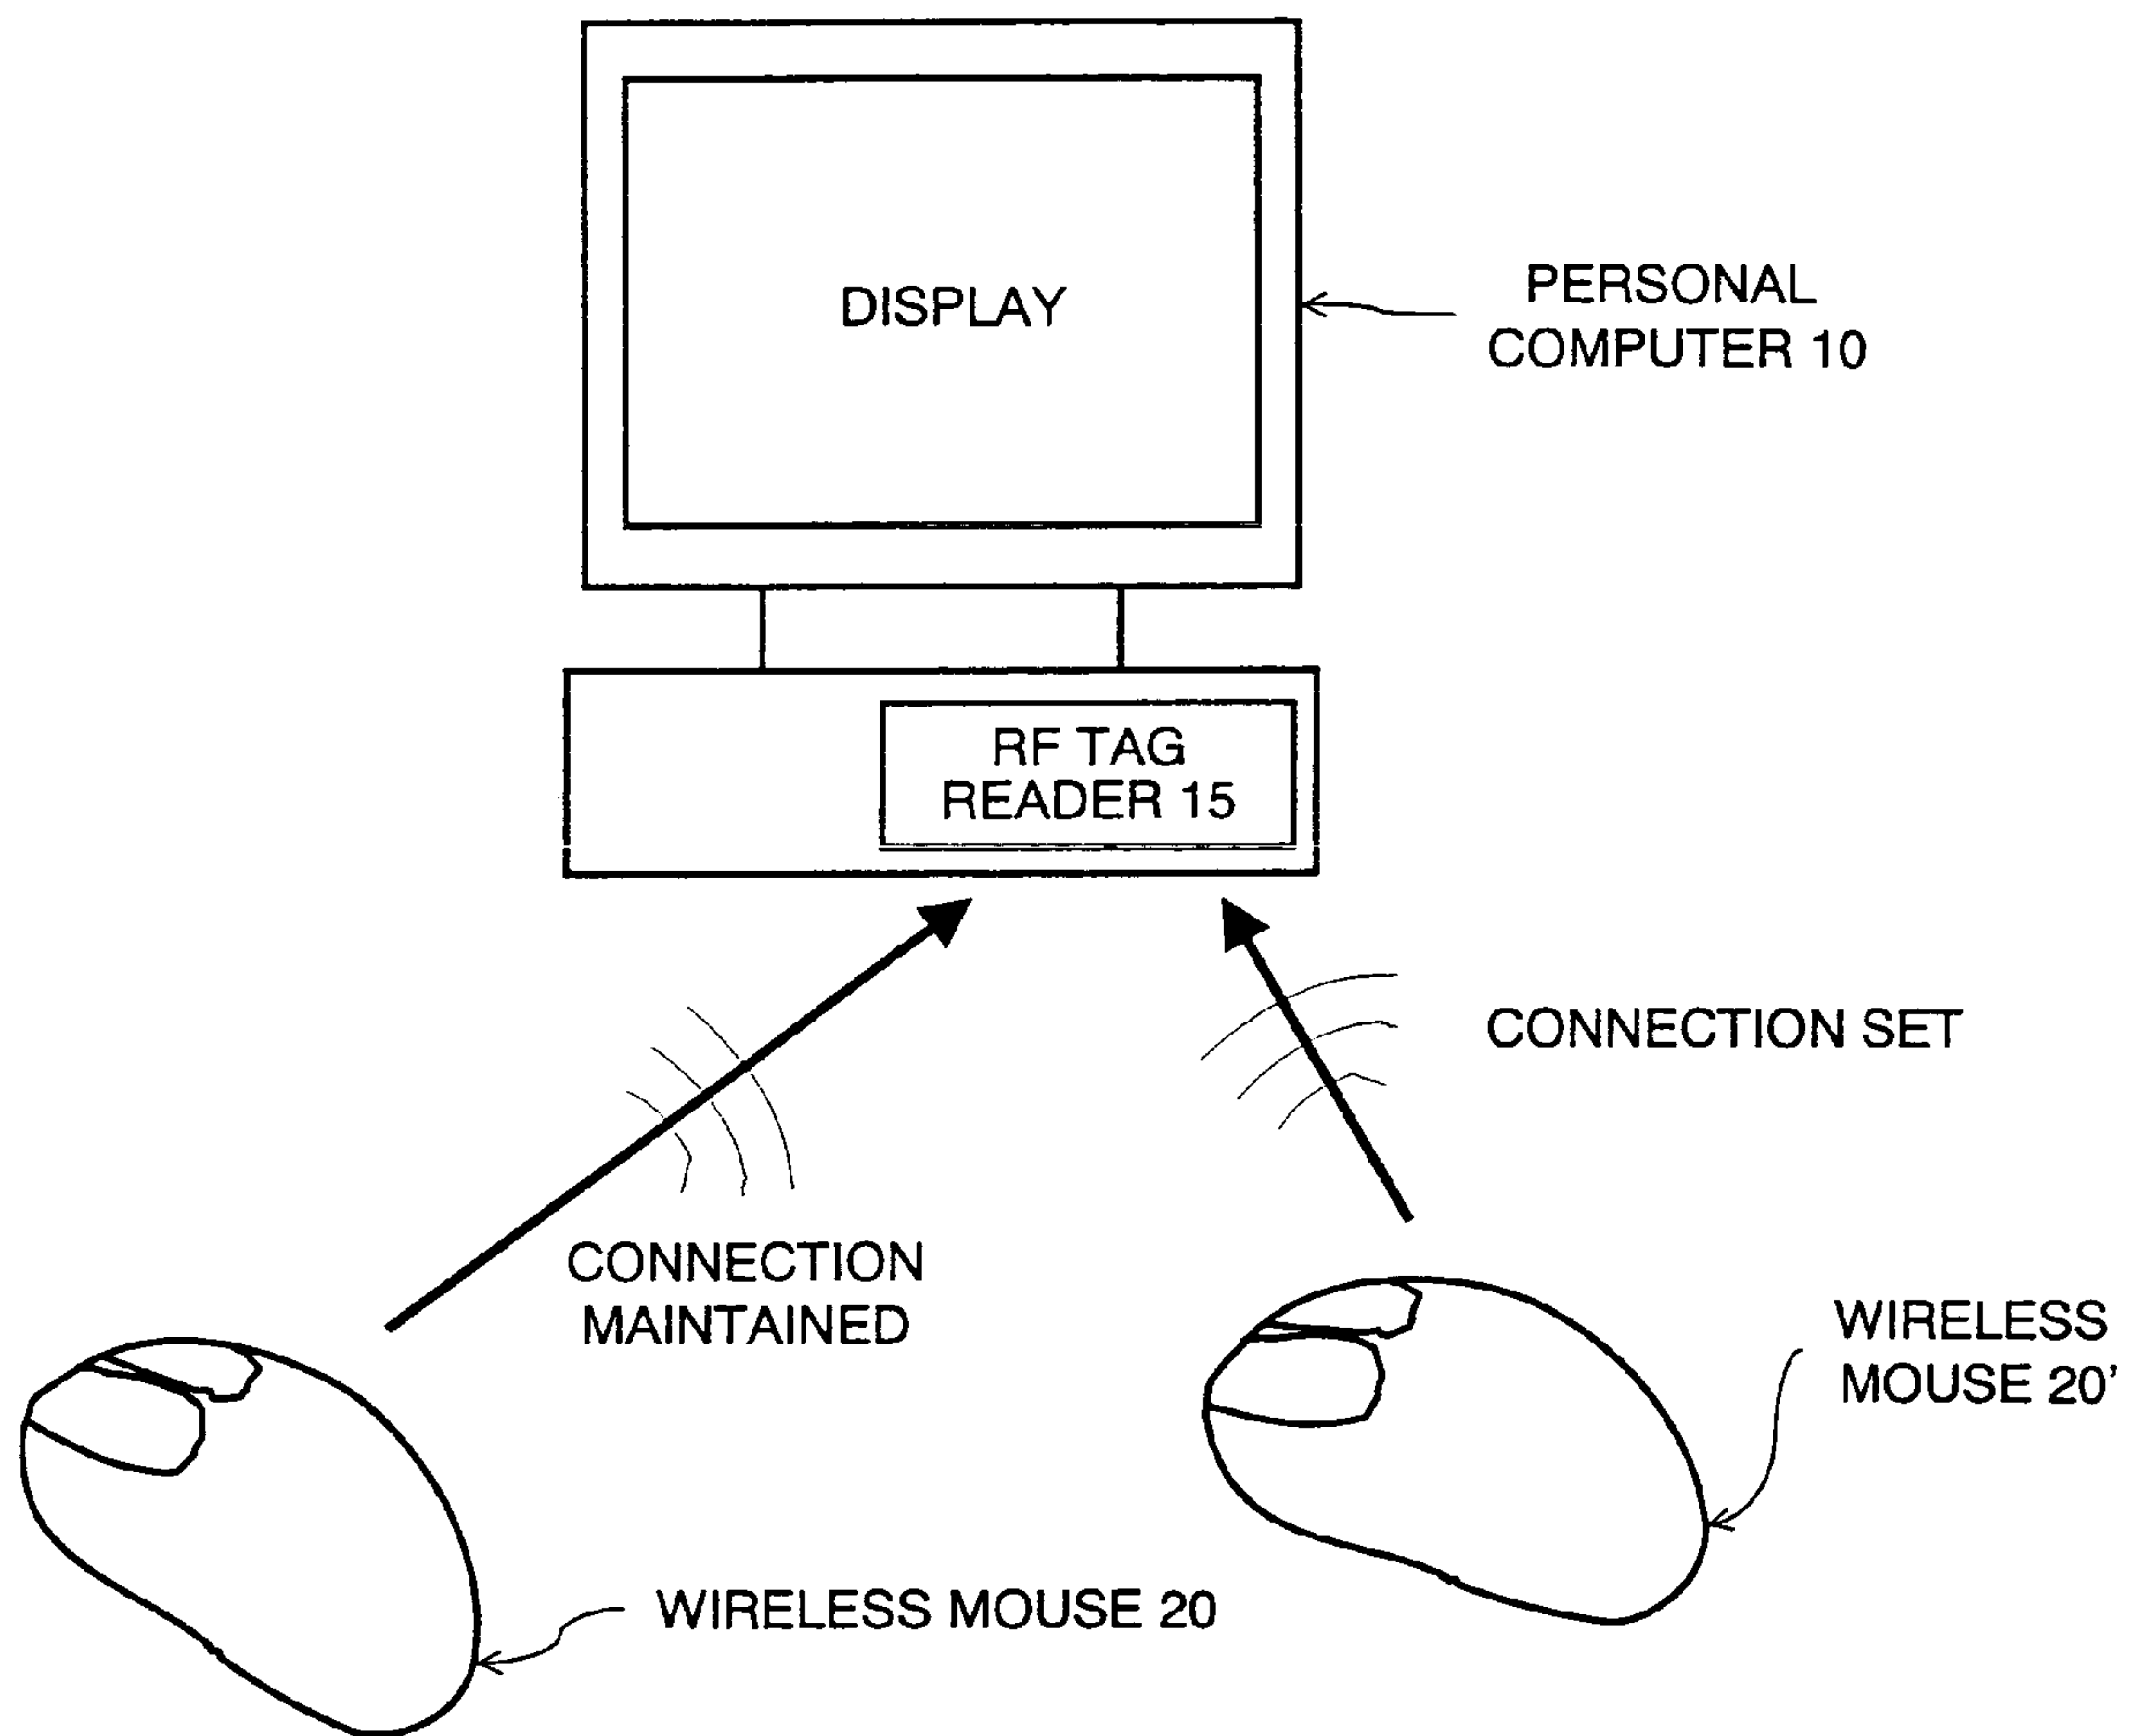 DISPLAY
PERSONAL
COMPUTER 10
RF TAG
READER 15
CONNECTION SET
CONNECTION
MAINTAINED
WIRELESS
MOUSE 20'
WIRELESS MOUSE 20